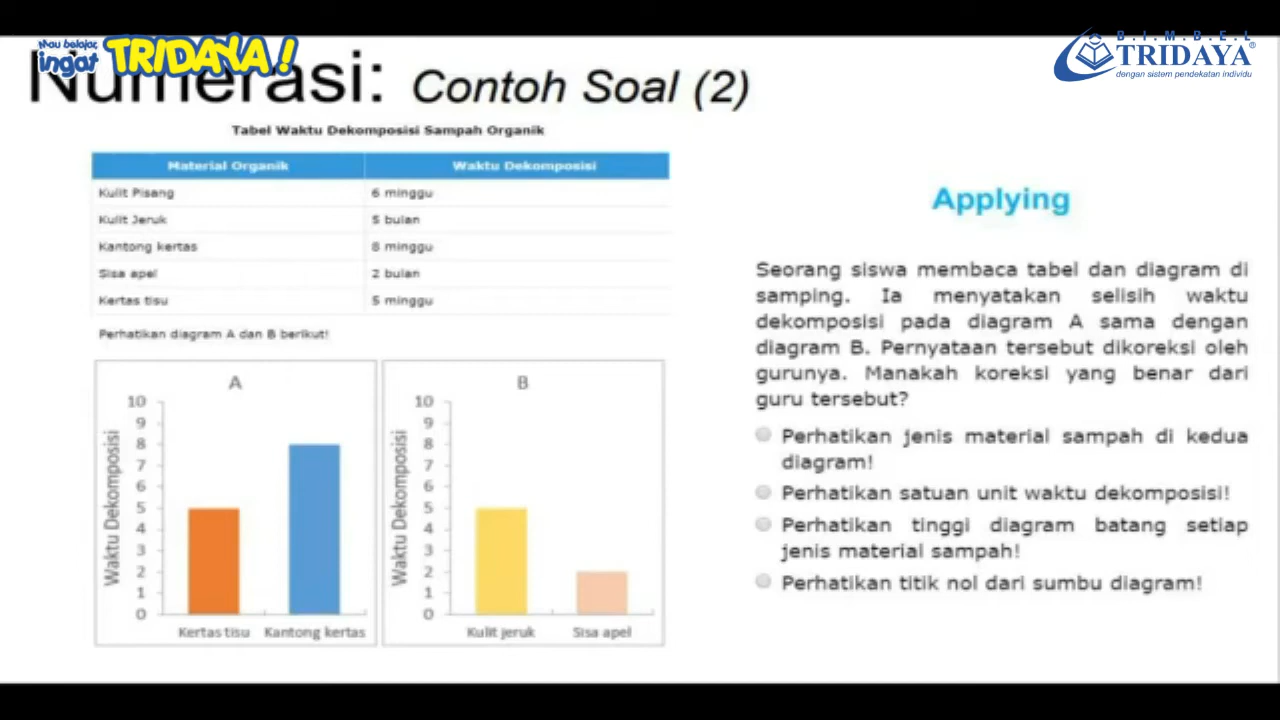 Mau belajar,
ingat TRIDAYA !
B.I.M.B.E.L
TRIDAYA®
dengan sistem pendekatan individu
Numerasi: Contoh Soal (2)
Tabel Waktu Dekomposisi Sampah Organik
Material Organik Waktu Dekomposisi
Kulit Pisang 6 minggu
Kulit Jeruk 5 bulan
Kantong kertas 8 minggu
Sisa apel 2 bulan
Kertas tisu 5 minggu
Perhatikan diagram A dan B berikut!
A
Waktu Dekomposisi
10
9
8
7
6
5
4
3
2
1
0
Kertas tisu Kantong kertas
B
Waktu Dekomposisi
10
9
8
7
6
5
4
3
2
1
0
Kulit jeruk Sisa apel
Applying
Seorang siswa membaca tabel dan diagram di
samping. Ia menyatakan selisih waktu
dekomposisi pada diagram A sama dengan
diagram B. Pernyataan tersebut dikoreksi oleh
gurunya. Manakah koreksi yang benar dari
guru tersebut?
Perhatikan jenis material sampah di kedua
diagram!
Perhatikan satuan unit waktu dekomposisi!
Perhatikan tinggi diagram batang setiap
jenis material sampah!
Perhatikan titik nol dari sumbu diagram!